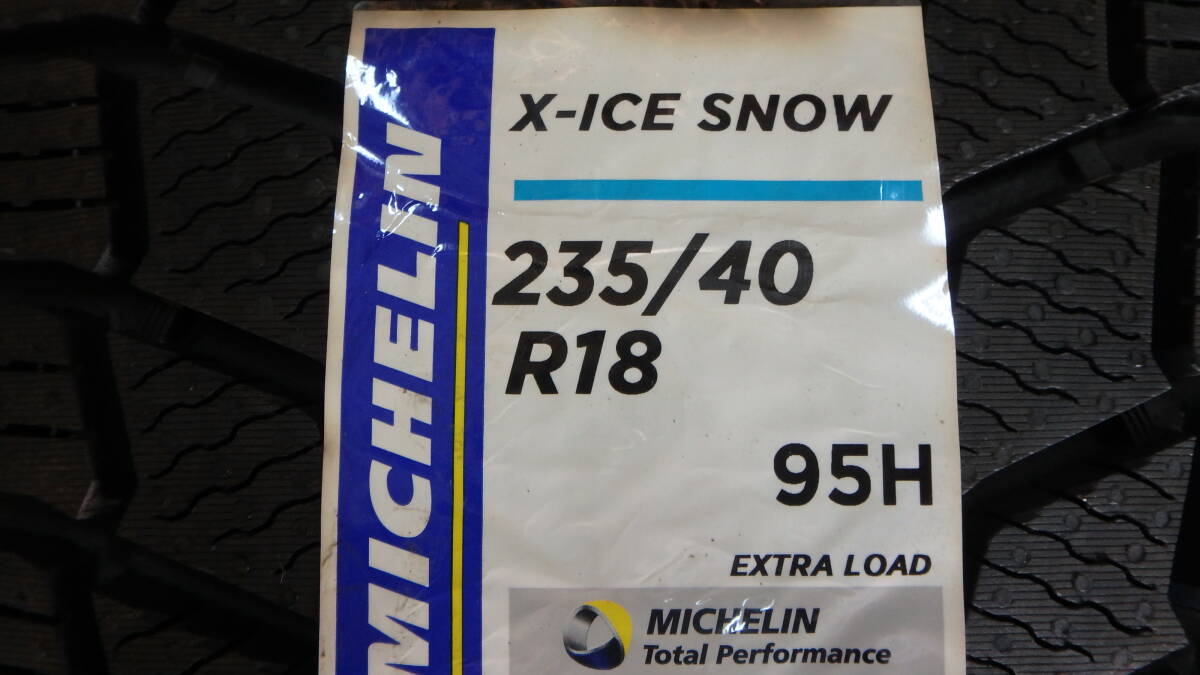 MICHELIN
X-ICE SNOW
235/40
R18
95H
EXTRA LOAD
MICHELIN
Total Performance